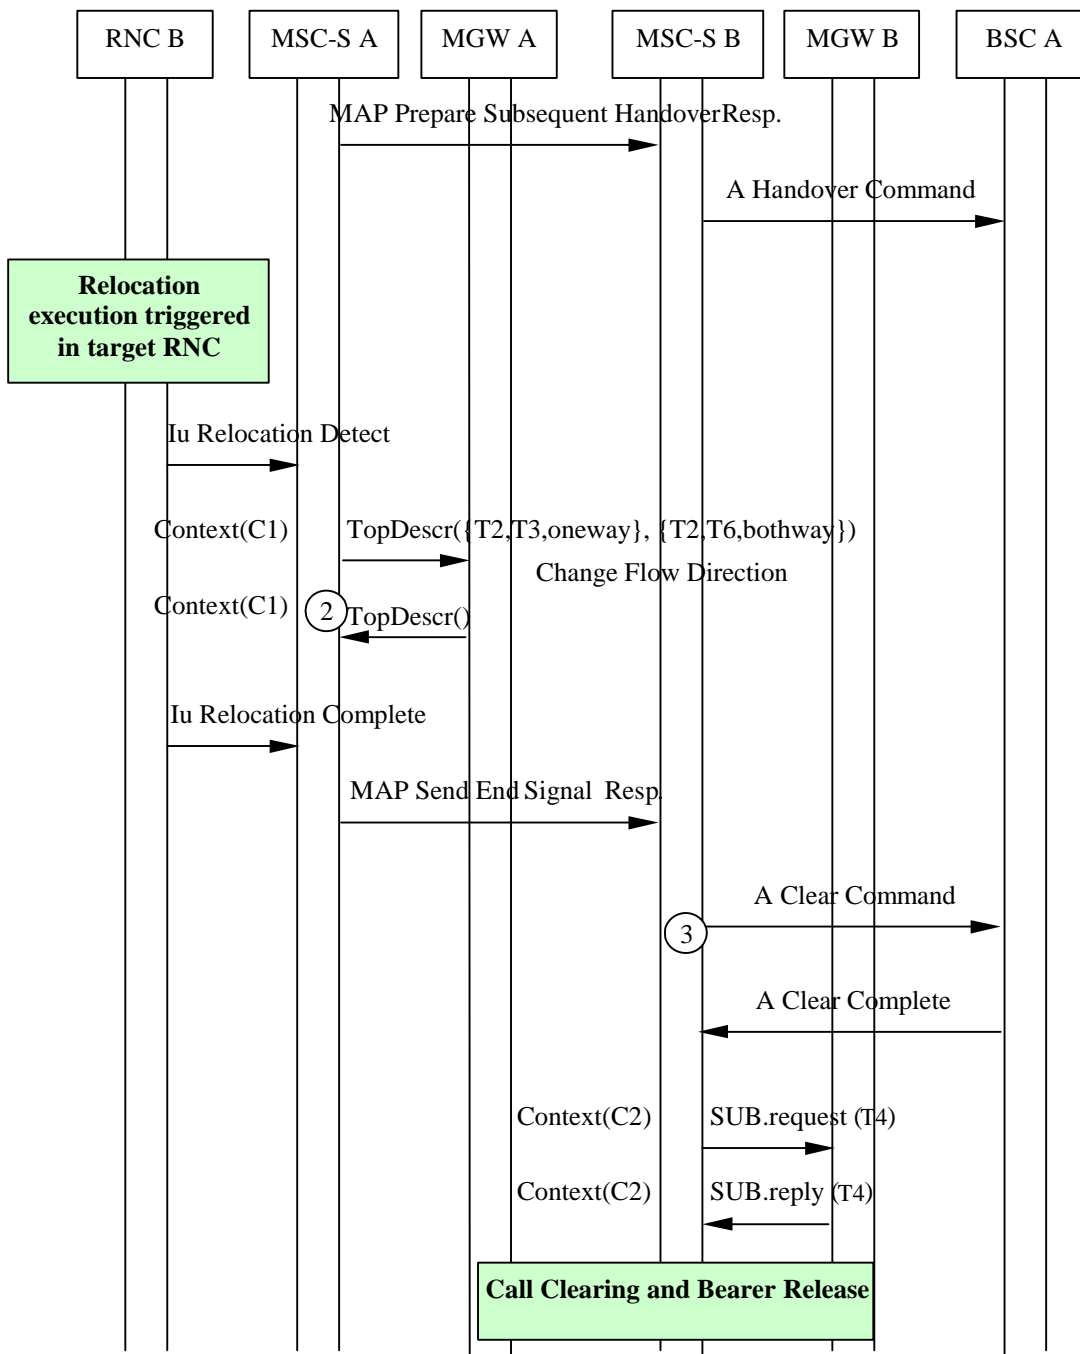 RNC B
MSC-S A
MGW A
MSC-S B
MGW B
BSC A
MAP Prepare Subsequent HandoverResp.
A Handover Command
Relocation
execution triggered
in target RNC
Iu Relocation Detect
Context(C1)
TopDescr({T2,T3,oneway}, {T2,T6,bothway})
Change Flow Direction
Context(C1)
2
TopDescr()
Iu Relocation Complete
MAP Send End Signal Resp.
A Clear Command
3
A Clear Complete
Context(C2)
SUB.request (T4)
Context(C2)
SUB.reply (T4)
Call Clearing and Bearer Release